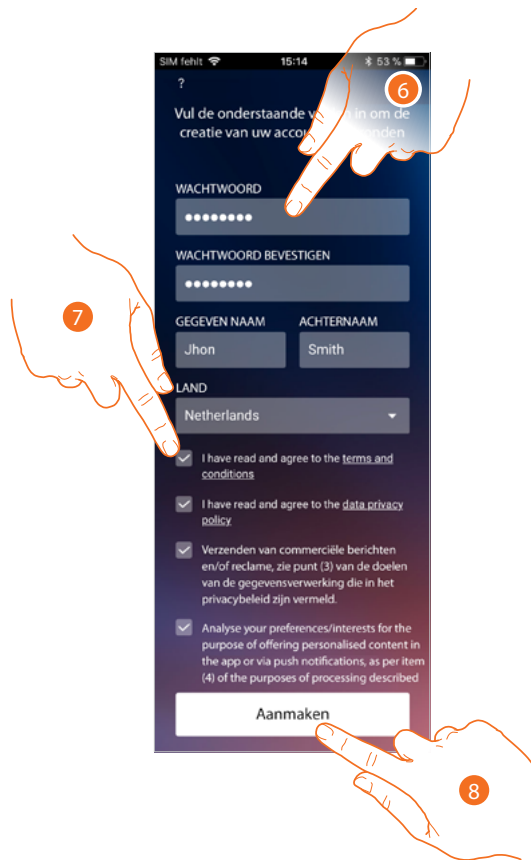 SIM fehlt 15:14 53 %
?
6
Vul de onderstaande in om de
creatie van uw
WACHTWOORD
WACHTWOORD BEVESTIGEN
7
GEGEVEN NAAM ACHTERNAAM
Jhon Smith
LAND
Netherlands
I have read and agree to the terms and
conditions
I have read and agree to the data privacy
policy
Verzenden van commerciële berichten
en/of reclame, zie punt (3) van de doelen
van de gegevensverwerking die in het
privacybeleid zijn vermeld.
Analyse your preferences/interests for the
purpose of offering personalised content in
the app or via push notifications, as per item
(4) of the purposes of processing described
Aanmaken
8